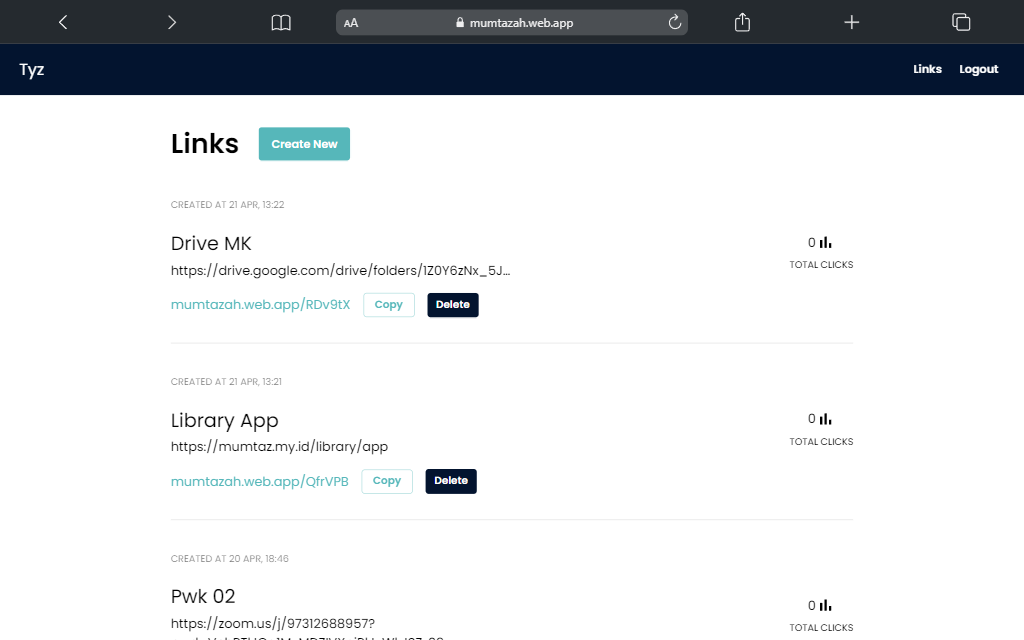 AA mumtazah.web.app
Tyz
Links Logout
Links
Create New
CREATED AT 21 APR, 13:22
Drive MK
https://drive.google.com/drive/folders/1Z0Y6zNx_5J...
mumtazah.web.app/RDv9tX
Copy
Delete
0
TOTAL CLICKS
CREATED AT 21 APR, 13:21
Library App
https://mumtaz.my.id/library/app
mumtazah.web.app/QfrVPB
Copy
Delete
0
TOTAL CLICKS
CREATED AT 20 APR, 18:46
Pwk 02
https://zoom.us/j/97312688957?
0
TOTAL CLICKS